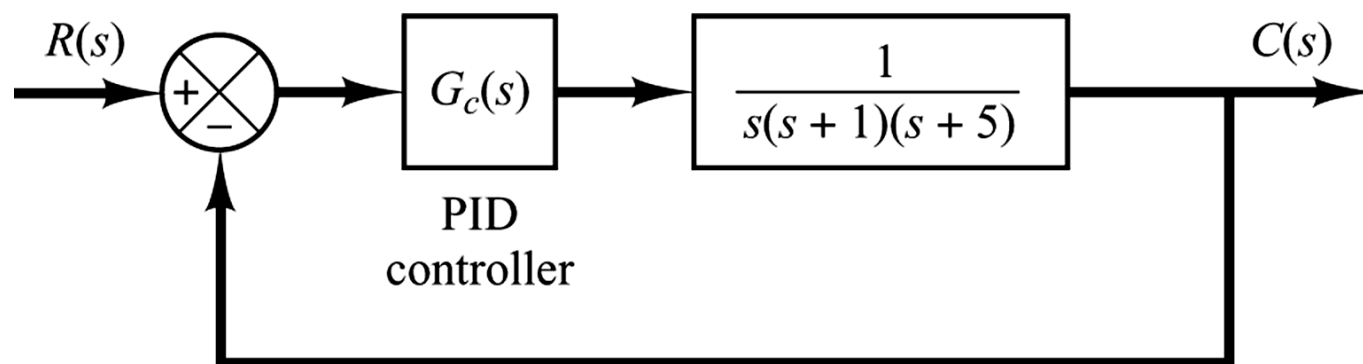 R(s)
+
−
G_c(s)
1
s(s + 1)(s + 5)
C(s)
PID
controller